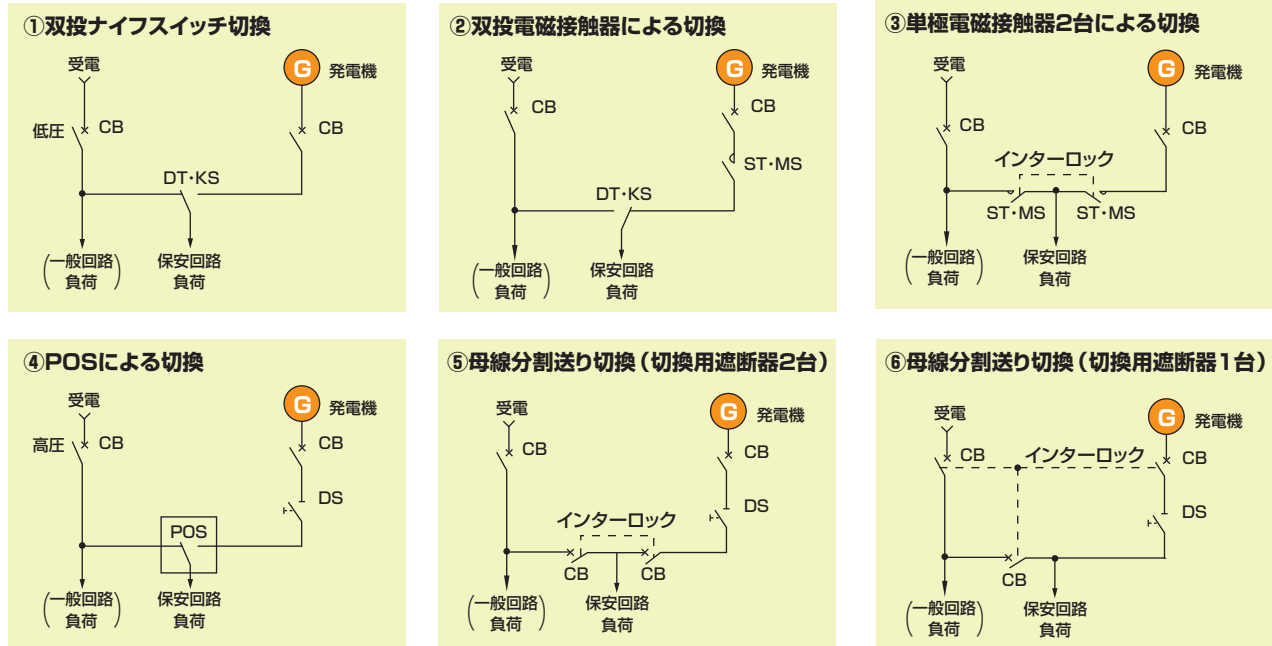 ①双投ナイフスイッチ切換
受電
G 発電機
低圧 CB
CB
DT・KS
(一般回路負荷)
保安回路
負荷
②双投電磁接触器による切換
受電
G 発電機
CB
CB
ST・MS
DT・KS
(一般回路負荷)
保安回路
負荷
③単極電磁接触器2台による切換
受電
G 発電機
CB
CB
インターロック
ST・MS ST・MS
(一般回路負荷)
保安回路
負荷
④POSによる切換
受電
G 発電機
高圧 CB
CB
DS
POS
(一般回路負荷)
保安回路
負荷
⑤母線分割送り切換（切換用遮断器2台）
受電
G 発電機
CB
CB
DS
インターロック
CB CB
(一般回路負荷)
保安回路
負荷
⑥母線分割送り切換（切換用遮断器1台）
受電
G 発電機
CB インターロック CB
DS
CB
(一般回路負荷)
保安回路
負荷